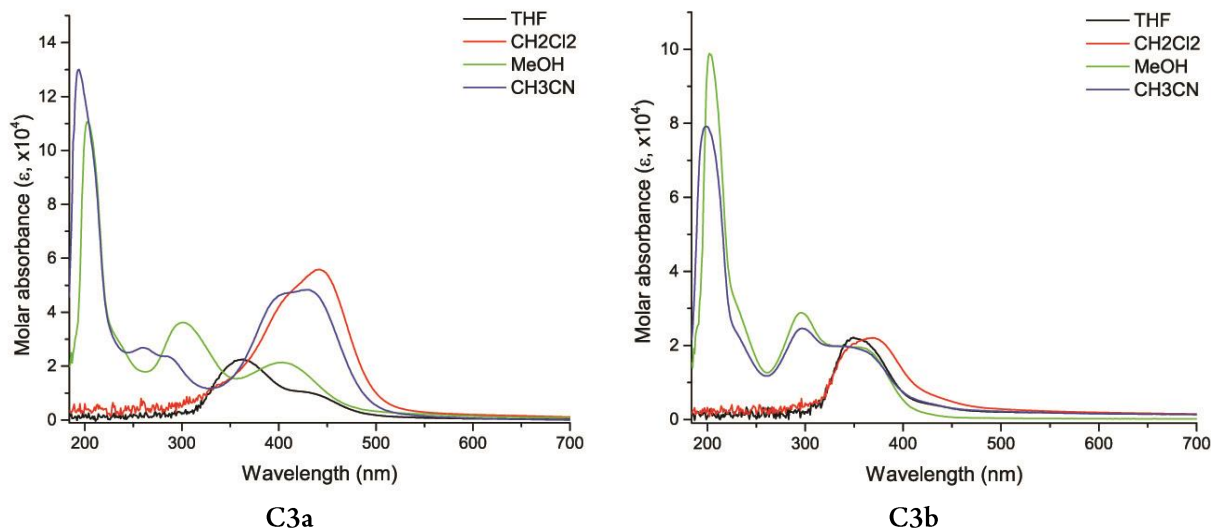 THF
CH2Cl2
MeOH
CH3CN
14
12
10
8
6
4
2
0
Molar absorbance (ε, x10⁴)
200
300
400
500
600
700
Wavelength (nm)
C3a
THF
CH2Cl2
MeOH
CH3CN
10
8
6
4
2
0
Molar absorbance (ε, x10⁴)
200
300
400
500
600
700
Wavelength (nm)
C3b